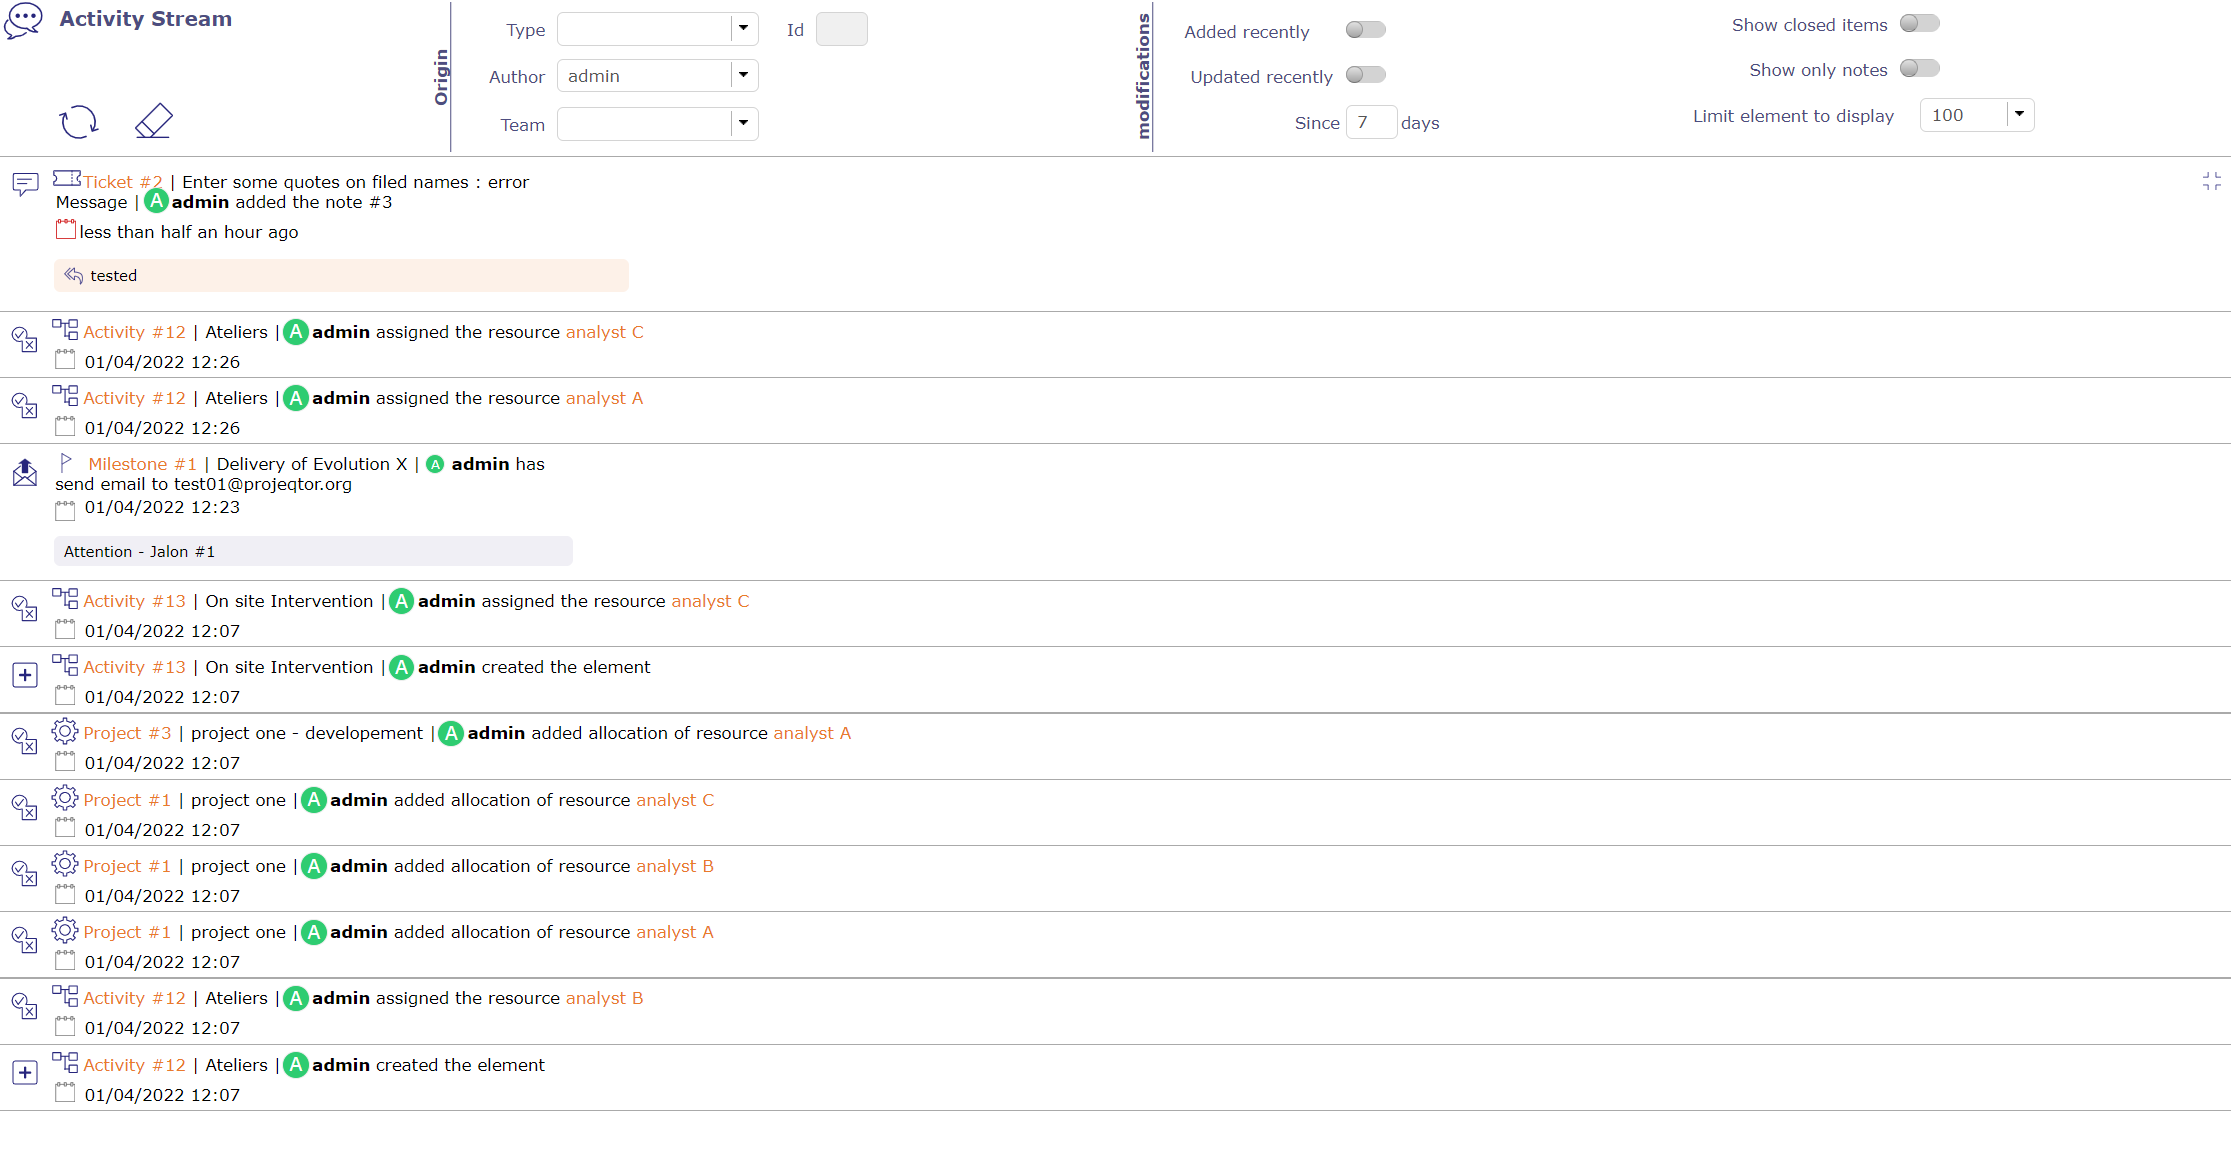 Activity Stream
Origin
Type
Id
Author admin
Team
modifications
Added recently
Updated recently
Since 7 days
Show closed items
Show only notes
Limit element to display 100
Ticket #2 | Enter some quotes on filed names : error
Message | A admin added the note #3
less than half an hour ago
tested
Activity #12 | Ateliers | A admin assigned the resource analyst C
01/04/2022 12:26
Activity #12 | Ateliers | A admin assigned the resource analyst A
01/04/2022 12:26
Milestone #1 | Delivery of Evolution X | A admin has
send email to test01@projeqtor.org
01/04/2022 12:23
Attention - Jalon #1
Activity #13 | On site Intervention | A admin assigned the resource analyst C
01/04/2022 12:07
Activity #13 | On site Intervention | A admin created the element
01/04/2022 12:07
Project #3 | project one - developement | A admin added allocation of resource analyst A
01/04/2022 12:07
Project #1 | project one | A admin added allocation of resource analyst C
01/04/2022 12:07
Project #1 | project one | A admin added allocation of resource analyst B
01/04/2022 12:07
Project #1 | project one | A admin added allocation of resource analyst A
01/04/2022 12:07
Activity #12 | Ateliers | A admin assigned the resource analyst B
01/04/2022 12:07
Activity #12 | Ateliers | A admin created the element
01/04/2022 12:07